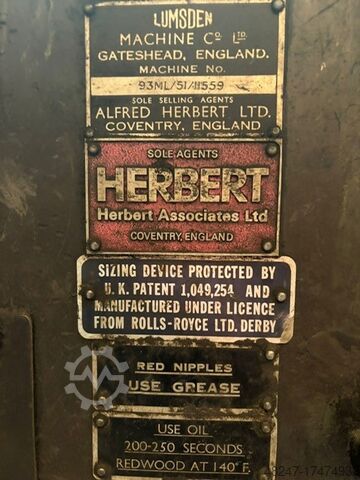 LUMSDEN
MACHINE Cº LTD.
GATESHEAD, ENGLAND.
MACHINE No.
93ML/51/11559
SOLE SELLING AGENTS
ALFRED HERBERT LTD.
COVENTRY, ENGLAND
SOLE AGENTS
HERBERT
Herbert Associates Ltd
COVENTRY, ENGLAND
SIZING DEVICE PROTECTED BY
U.K. PATENT 1,049,254 AND
MANUFACTURED UNDER LICENCE
FROM ROLLS-ROYCE LTD. DERBY
RED NIPPLES
USE GREASE
USE OIL
200-250 SECONDS
REDWOOD AT 140° F.